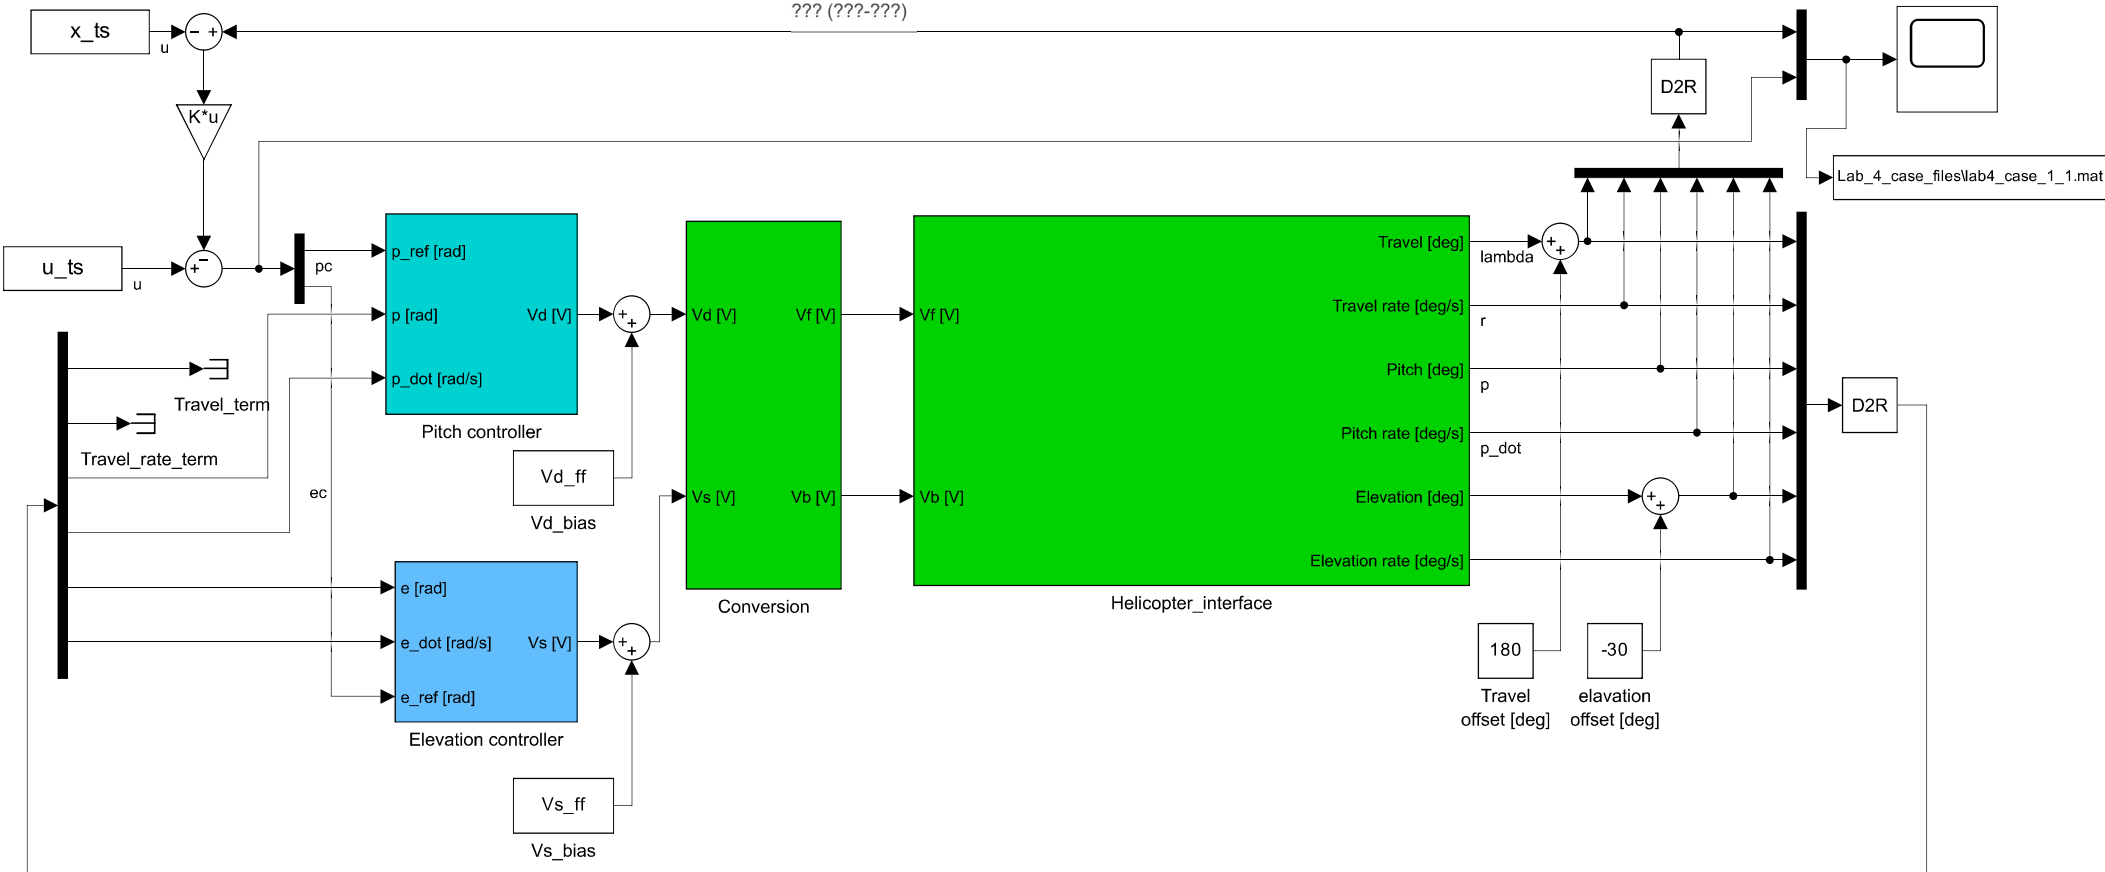 ??? (???-???)
x_ts
u
- +
K*u
D2R
Lab_4_case_files\lab4_case_1_1.mat
u_ts
u
+ -
pc
p_ref [rad]
p [rad]
p_dot [rad/s]
Vd [V]
Pitch controller
+
+
Vd [V]
Vs [V]
Vf [V]
Vb [V]
Conversion
Vf [V]
Vb [V]
Travel [deg]
Travel rate [deg/s]
Pitch [deg]
Pitch rate [deg/s]
Elevation [deg]
Elevation rate [deg/s]
Helicopter_interface
lambda
r
p
p_dot
+
+
+
+
D2R
Travel_term
Travel_rate_term
ec
Vd_ff
Vd_bias
e [rad]
e_dot [rad/s]
e_ref [rad]
Vs [V]
Elevation controller
+
+
Vs_ff
Vs_bias
180
Travel
offset [deg]
-30
elavation
offset [deg]